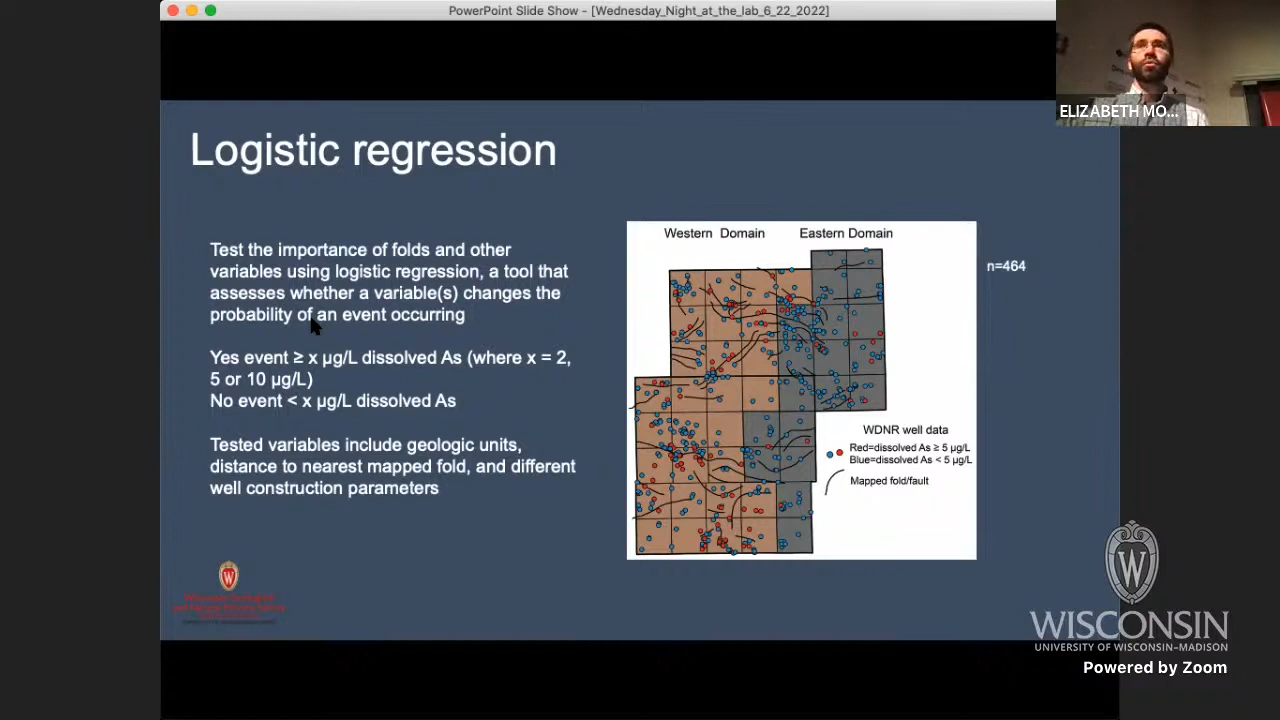 PowerPoint Slide Show - [Wednesday_Night_at_the_lab_6_22_2022]
ELIZABETH MO...
Logistic regression
Test the importance of folds and other
variables using logistic regression, a tool that
assesses whether a variable(s) changes the
probability of an event occurring
Yes event ≥ x µg/L dissolved As (where x = 2,
5 or 10 µg/L)
No event < x µg/L dissolved As
Tested variables include geologic units,
distance to nearest mapped fold, and different
well construction parameters
Western Domain
Eastern Domain
n=464
WDNR well data
Red=dissolved As ≥ 5 µg/L
Blue=dissolved As < 5 µg/L
Mapped fold/fault
W
W
WISCONSIN
UNIVERSITY OF WISCONSIN–MADISON
Powered by Zoom